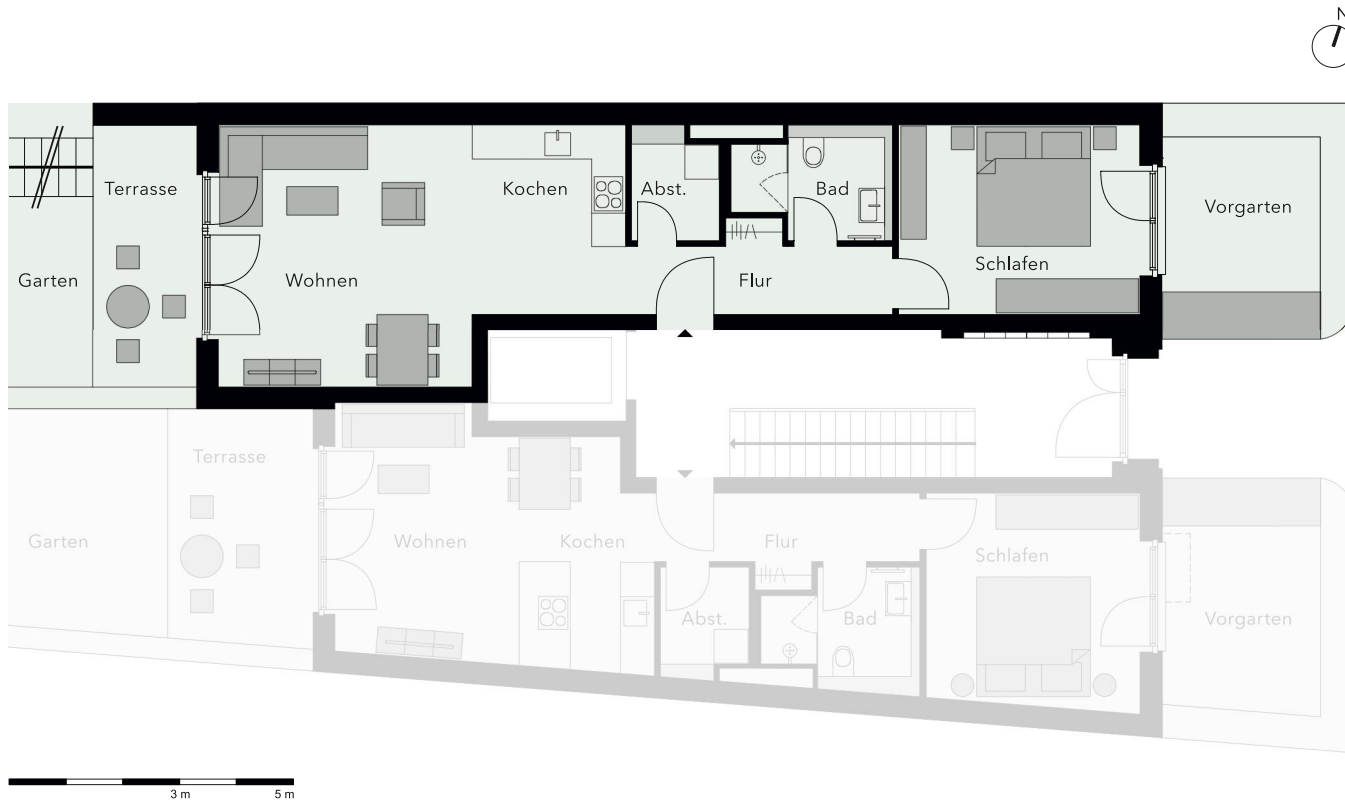 N
Terrasse
Kochen
Abst.
Bad
Vorgarten
Garten
Wohnen
Flur
Schlafen
Terrasse
Garten
Wohnen
Kochen
Flur
Schlafen
Abst.
Bad
Vorgarten
3 m
5 m